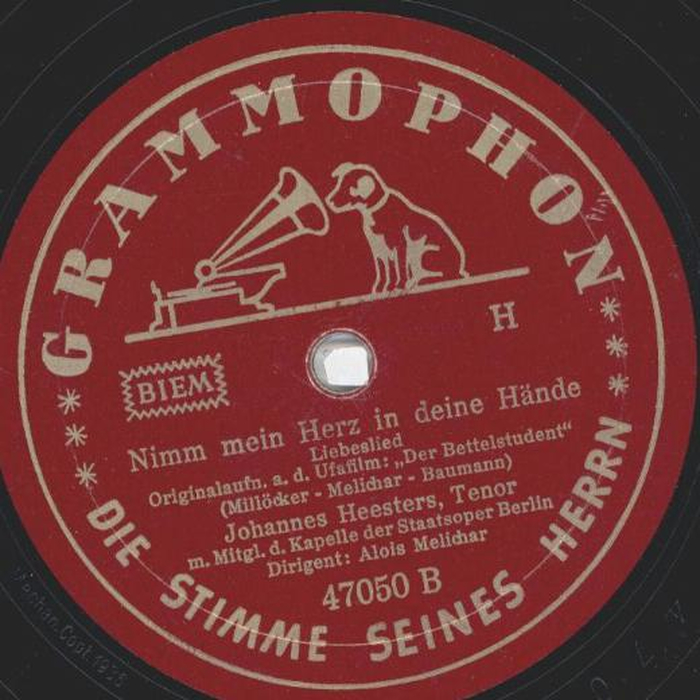 GRAMMOPHON
H
BIEM
Nimm mein Herz in deine Hände
Liebeslied
Originalaufn. a. d. Ufafilm: „Der Bettelstudent“
(Millöcker - Melichar - Baumann)
Johannes Heesters, Tenor
m. Mitgl. d. Kapelle der Staatsoper Berlin
Dirigent: Alois Melichar
47050 B
*** DIE STIMME SEINES HERRN ***